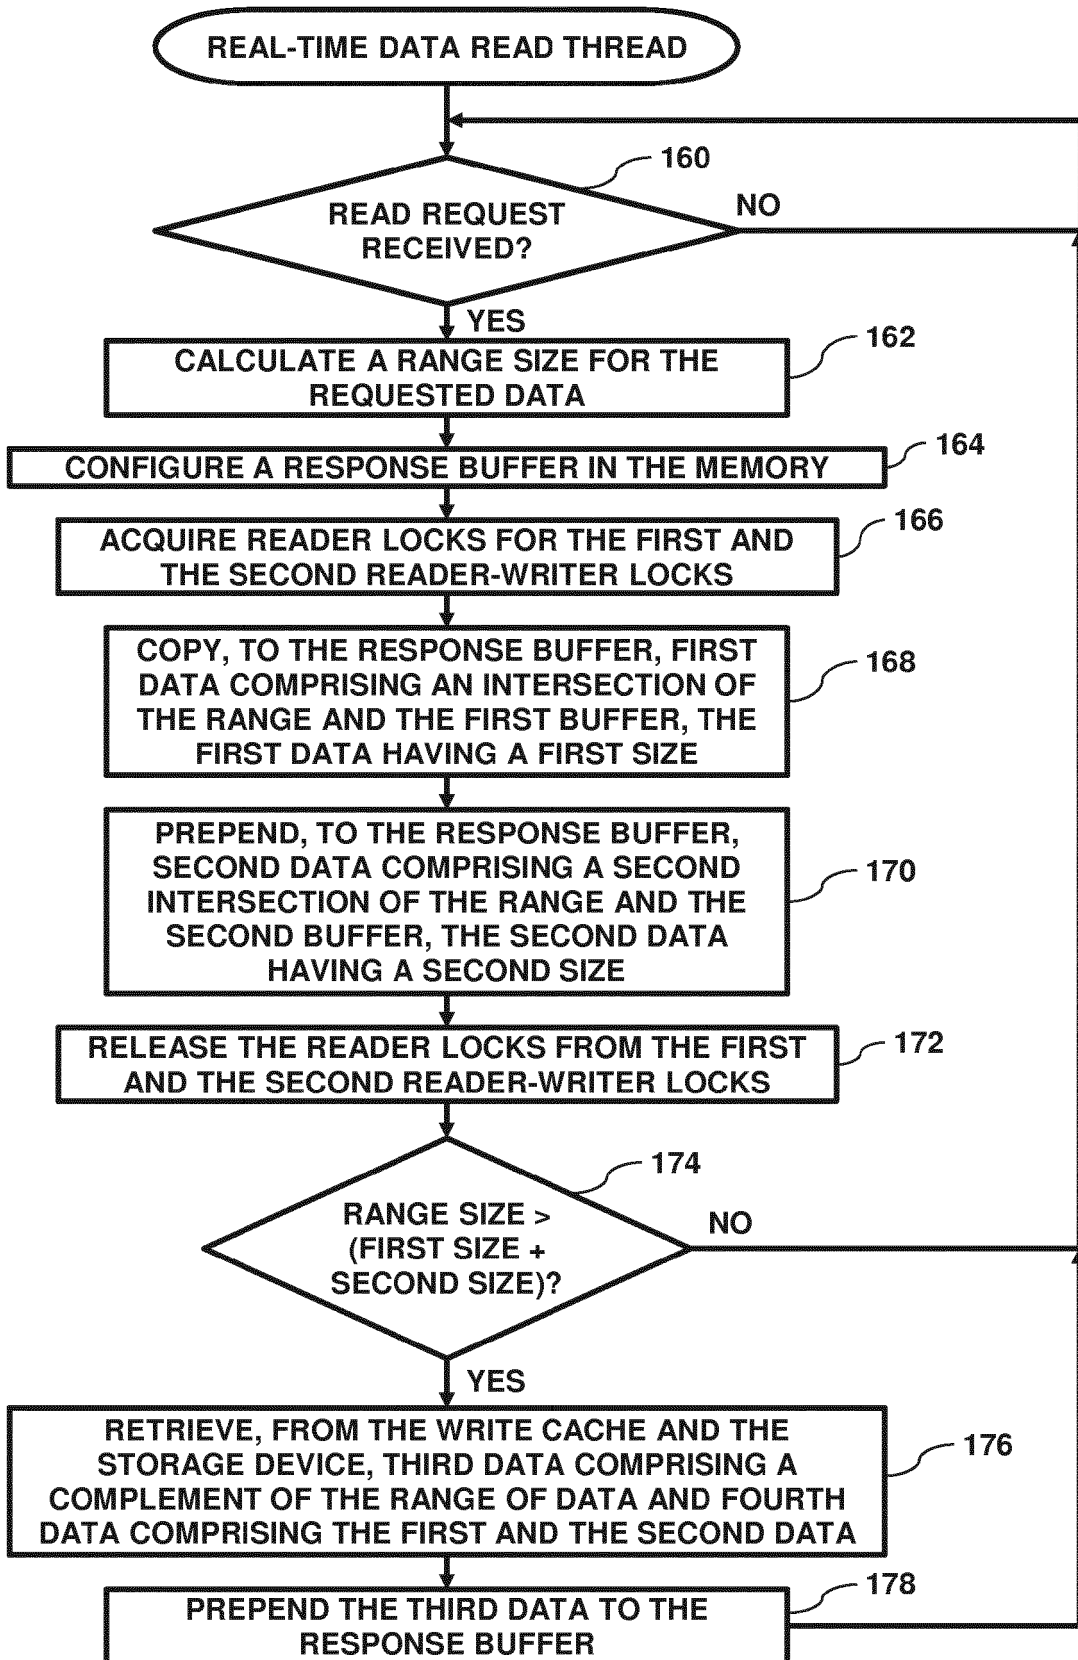 REAL-TIME DATA READ THREAD
160
READ REQUEST
RECEIVED?
NO
YES
162
CALCULATE A RANGE SIZE FOR THE
REQUESTED DATA
164
CONFIGURE A RESPONSE BUFFER IN THE MEMORY
166
ACQUIRE READER LOCKS FOR THE FIRST AND
THE SECOND READER-WRITER LOCKS
168
COPY, TO THE RESPONSE BUFFER, FIRST
DATA COMPRISING AN INTERSECTION OF
THE RANGE AND THE FIRST BUFFER, THE
FIRST DATA HAVING A FIRST SIZE
170
PREPEND, TO THE RESPONSE BUFFER,
SECOND DATA COMPRISING A SECOND
INTERSECTION OF THE RANGE AND THE
SECOND BUFFER, THE SECOND DATA
HAVING A SECOND SIZE
172
RELEASE THE READER LOCKS FROM THE FIRST
AND THE SECOND READER-WRITER LOCKS
174
RANGE SIZE >
(FIRST SIZE +
SECOND SIZE)?
NO
YES
176
RETRIEVE, FROM THE WRITE CACHE AND THE
STORAGE DEVICE, THIRD DATA COMPRISING A
COMPLEMENT OF THE RANGE OF DATA AND FOURTH
DATA COMPRISING THE FIRST AND THE SECOND DATA
178
PREPEND THE THIRD DATA TO THE
RESPONSE BUFFER